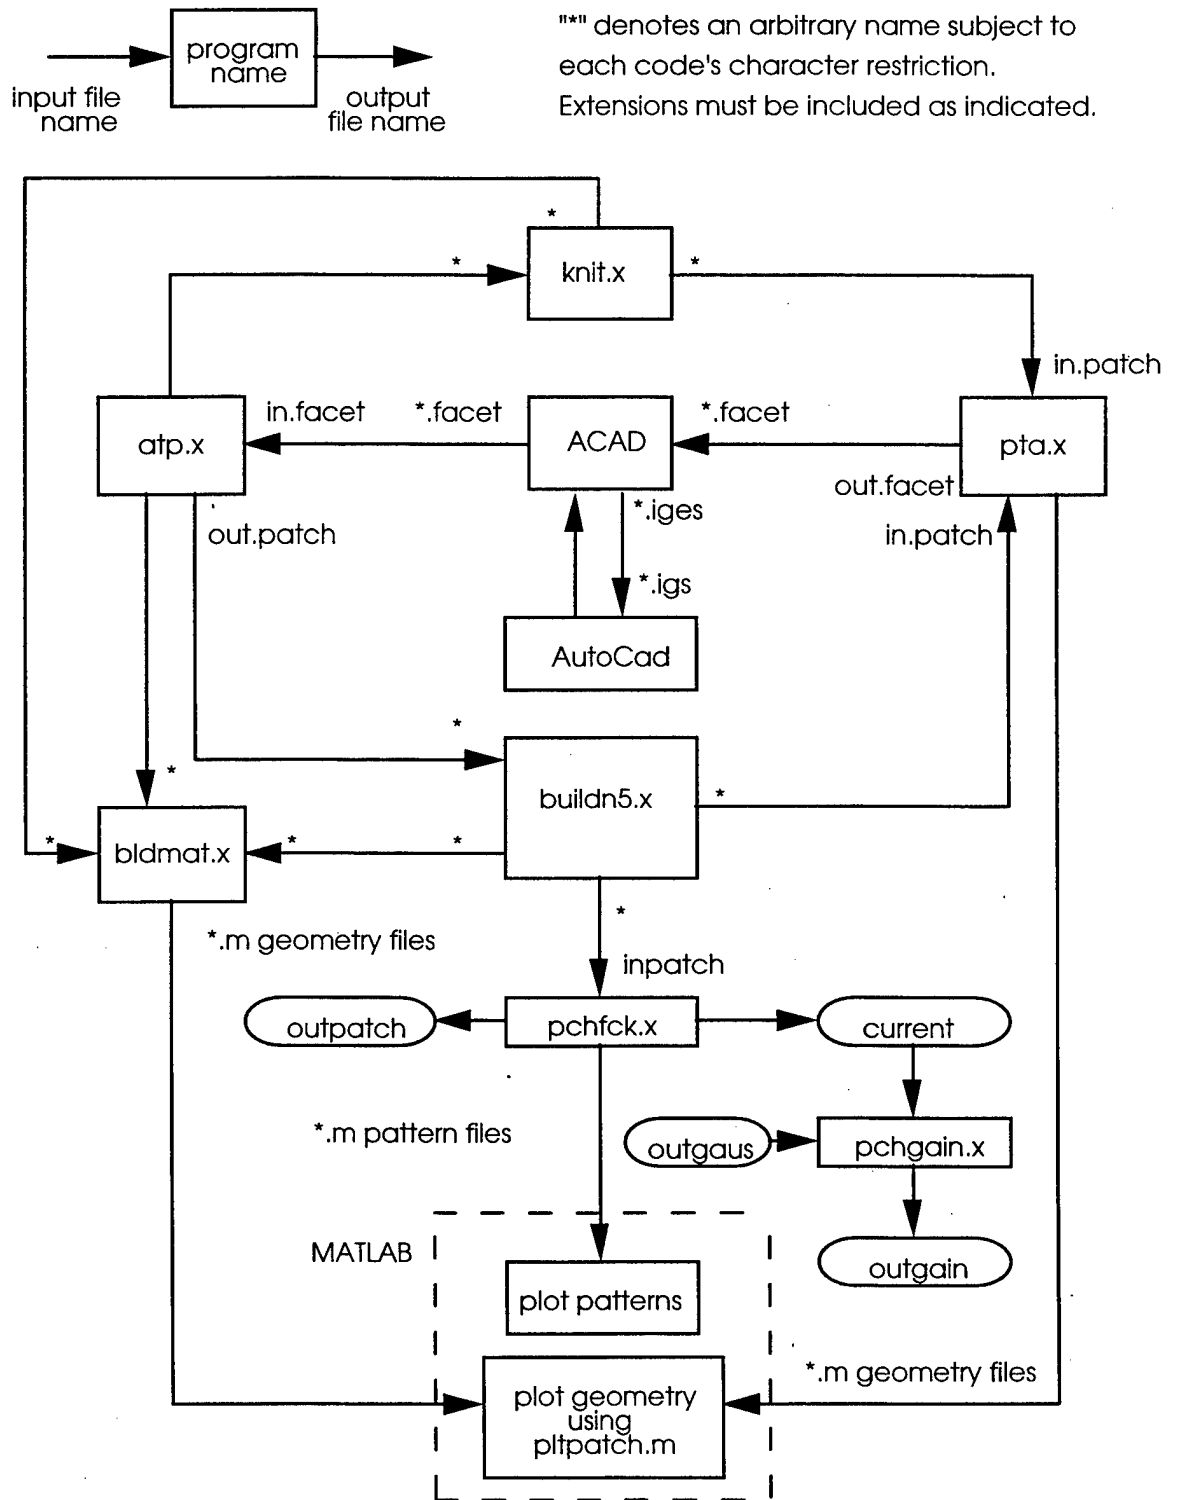 "*" denotes an arbitrary name subject to
each code's character restriction.
Extensions must be included as indicated.
program
name
input file
name
output
file name
*
knit.x
*
*
in.patch
atp.x
in.facet
*.facet
ACAD
*.facet
pta.x
out.facet
out.patch
*.iges
in.patch
*.igs
AutoCad
*
*
buildn5.x
*
*
bldmat.x
*
*
*.m geometry files
*
inpatch
outpatch
pchfck.x
current
*.m pattern files
outgaus
pchgain.x
MATLAB
outgain
plot patterns
*.m geometry files
plot geometry
using
pltpatch.m